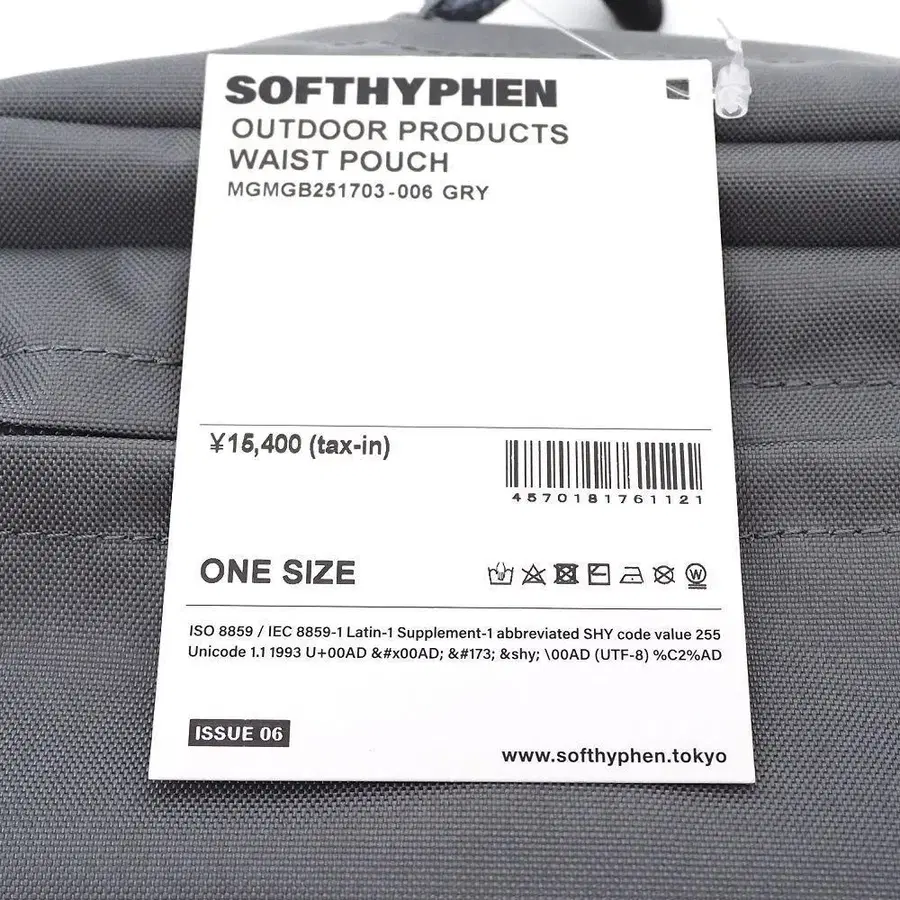 SOFTHYPHEN
OUTDOOR PRODUCTS
WAIST POUCH
MGMGB251703-006 GRY
¥15,400 (tax-in)
4570181761121
ONE SIZE
W
ISO 8859 / IEC 8859-1 Latin-1 Supplement-1 abbreviated SHY code value 255
Unicode 1.1 1993 U+00AD &#x00AD; &#173; &shy; \00AD (UTF-8) %C2%AD
ISSUE 06
www.softhyphen.tokyo